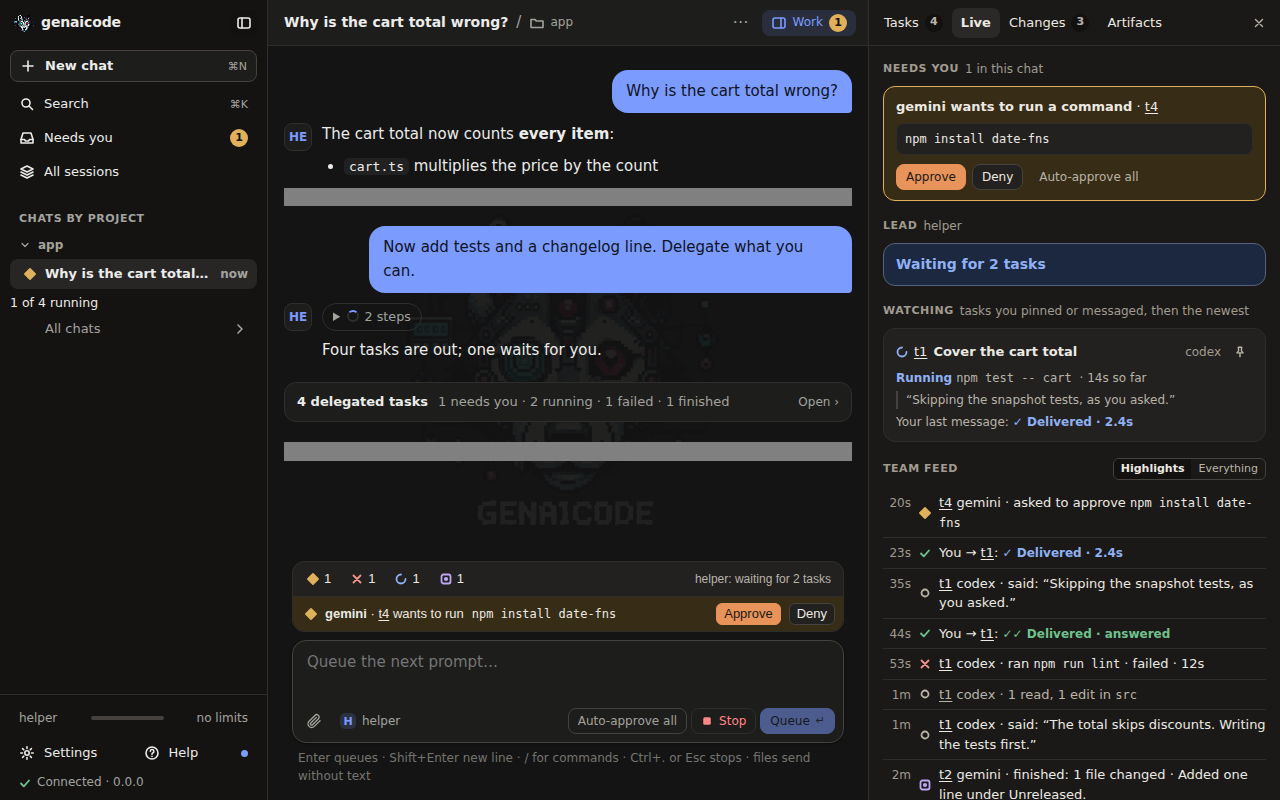 genaicode
New chat ⌘N
Search ⌘K
Needs you 1
All sessions
CHATS BY PROJECT
app
Why is the cart total… now
1 of 4 running
All chats
helper no limits
Settings Help
Connected · 0.0.0
Why is the cart total wrong? / app
··· Work 1
Why is the cart total wrong?
HE The cart total now counts every item:
• cart.ts multiplies the price by the count
Now add tests and a changelog line. Delegate what you
can.
HE 2 steps
Four tasks are out; one waits for you.
4 delegated tasks 1 needs you · 2 running · 1 failed · 1 finished Open ›
GENAICODE
1 1 1 1 helper: waiting for 2 tasks
gemini · t4 wants to run npm install date-fns Approve Deny
Queue the next prompt…
H helper Auto-approve all Stop Queue ↵
Enter queues · Shift+Enter new line · / for commands · Ctrl+. or Esc stops · files send
without text
Tasks 4 Live Changes 3 Artifacts
NEEDS YOU 1 in this chat
gemini wants to run a command · t4
npm install date-fns
Approve Deny Auto-approve all
LEAD helper
Waiting for 2 tasks
WATCHING tasks you pinned or messaged, then the newest
t1 Cover the cart total codex
Running npm test -- cart · 14s so far
“Skipping the snapshot tests, as you asked.”
Your last message: ✓ Delivered · 2.4s
TEAM FEED Highlights Everything
20s t4 gemini · asked to approve npm install date-
fns
23s You → t1: ✓ Delivered · 2.4s
35s t1 codex · said: “Skipping the snapshot tests, as
you asked.”
44s You → t1: ✓✓ Delivered · answered
53s t1 codex · ran npm run lint · failed · 12s
1m t1 codex · 1 read, 1 edit in src
1m t1 codex · said: “The total skips discounts. Writing
the tests first.”
2m t2 gemini · finished: 1 file changed · Added one
line under Unreleased.